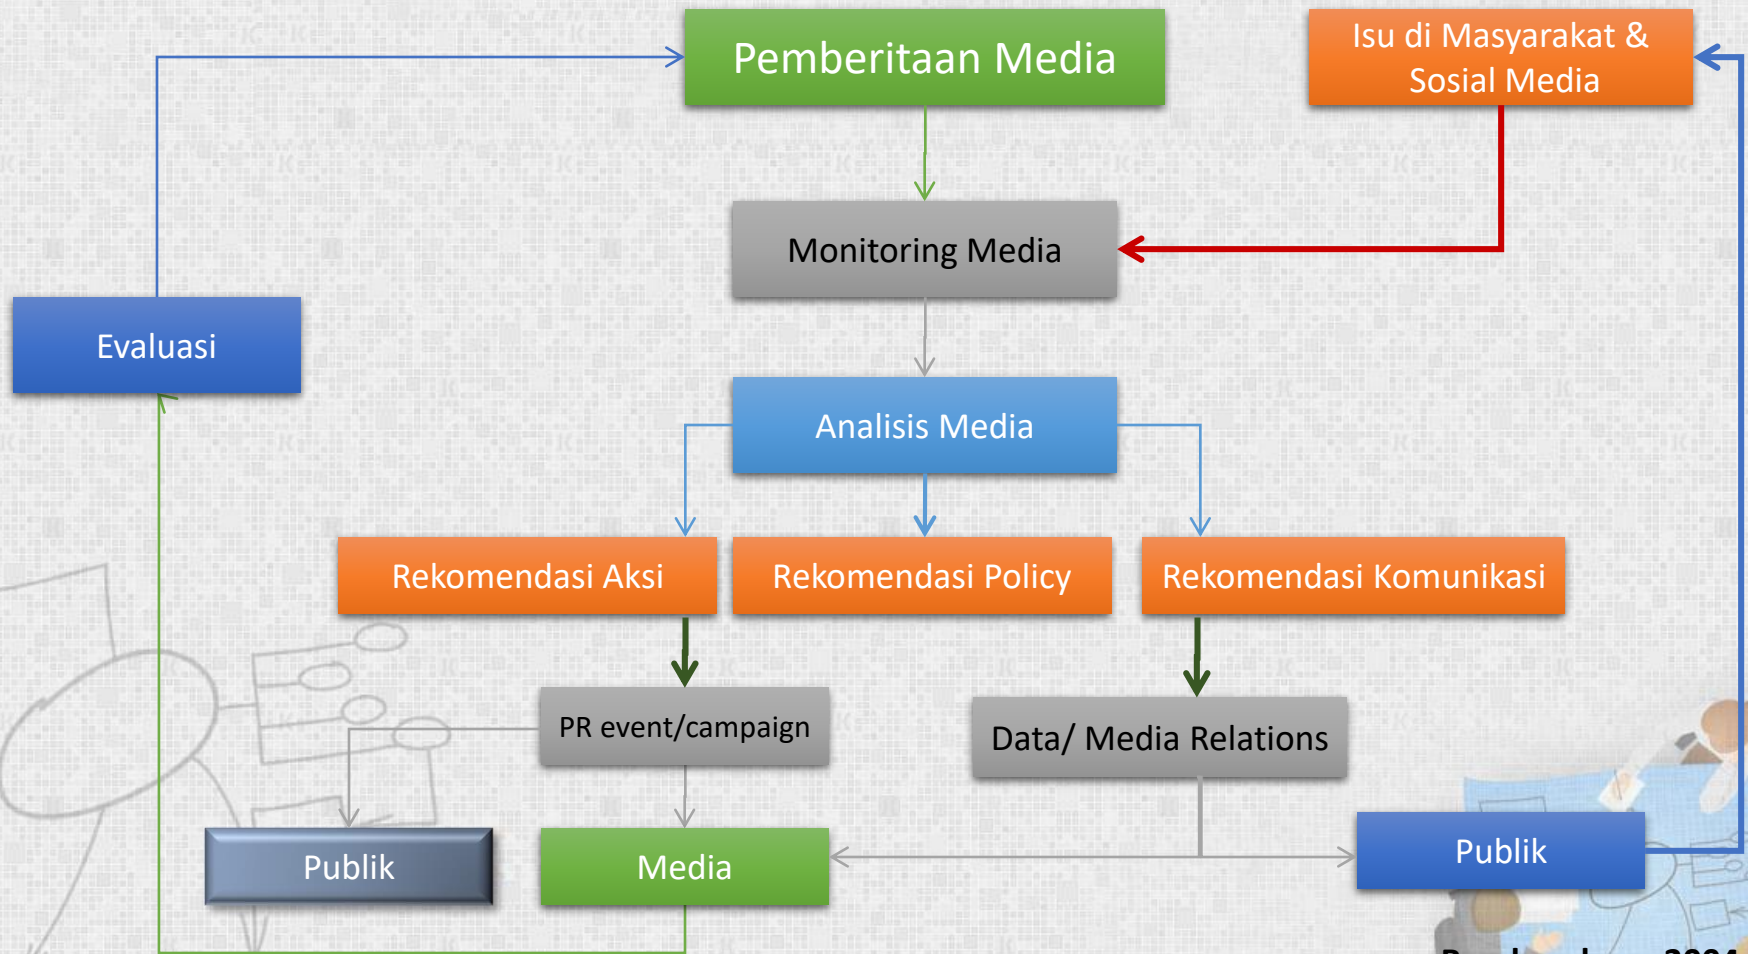 Pemberitaan Media
Isu di Masyarakat &
Sosial Media
Monitoring Media
Evaluasi
Analisis Media
Rekomendasi Aksi
Rekomendasi Policy
Rekomendasi Komunikasi
PR event/campaign
Data/ Media Relations
Publik
Media
Publik